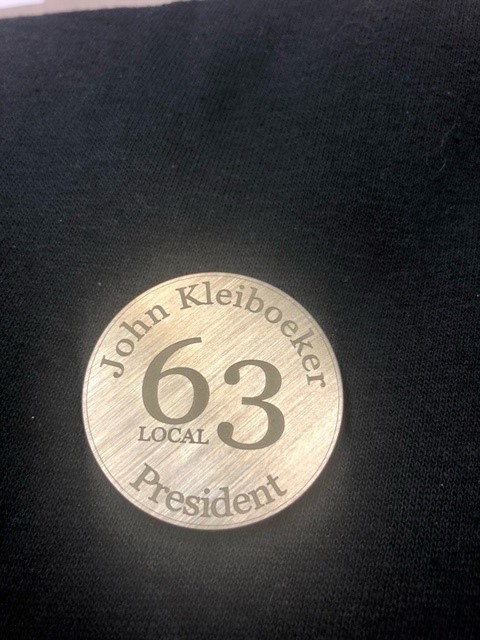 John Kleiboeker
63
LOCAL
President